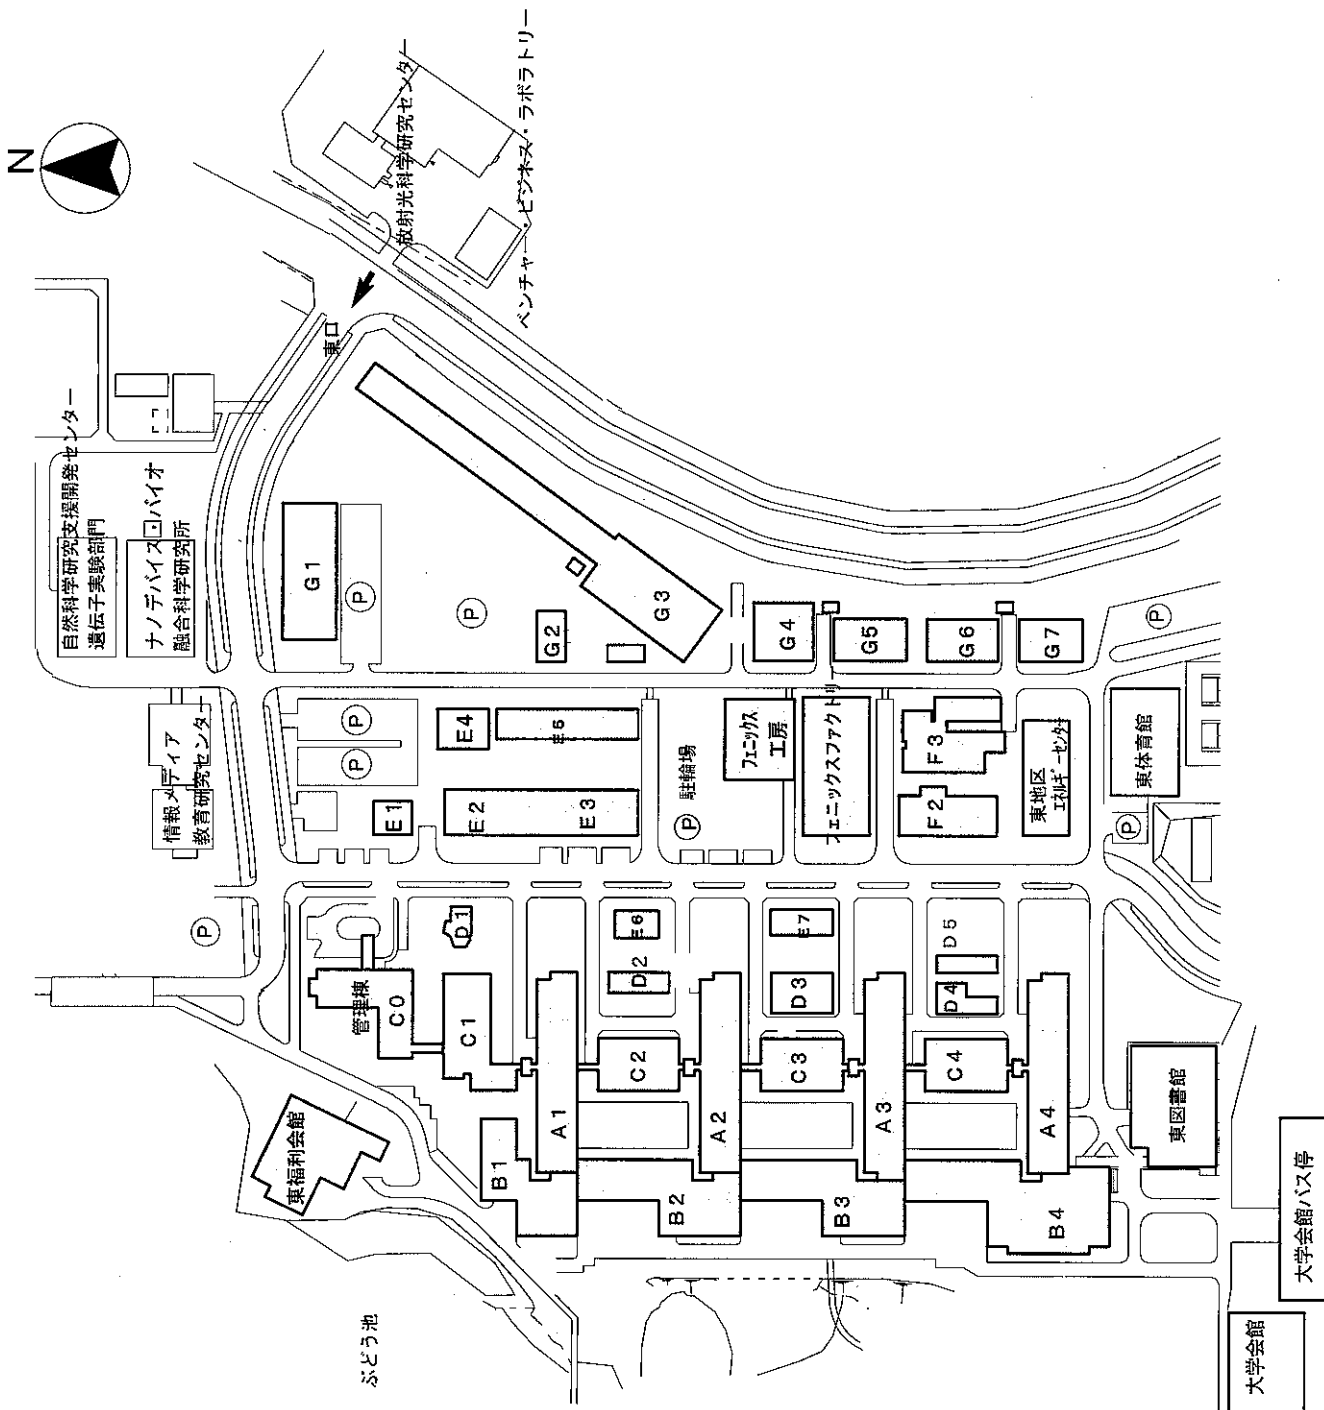 N
放射光科学研究センター
ベンチャー・ビジネス・ラボラトリー
東口
自然科学研究支援開発センター
遺伝子実験部門
ナノデバイス・バイオ
融合科学研究所
G1
P
P
G2
G3
G4
G5
G6
G7
P
情報メディア
教育研究センター
P
P
E4
E5
E1
E2
E3
P
駐輪場
フェニックス
工房
フェニックスファクトリー
F3
F2
東地区
エネルギーセンター
東体育館
P
P
D1
E6
D2
E7
D3
D5
D4
管理棟
C0
C1
C2
C3
C4
A1
A2
A3
A4
B1
B2
B3
B4
東福利会館
東図書館
ぶどう池
大学会館バス停
大学会館